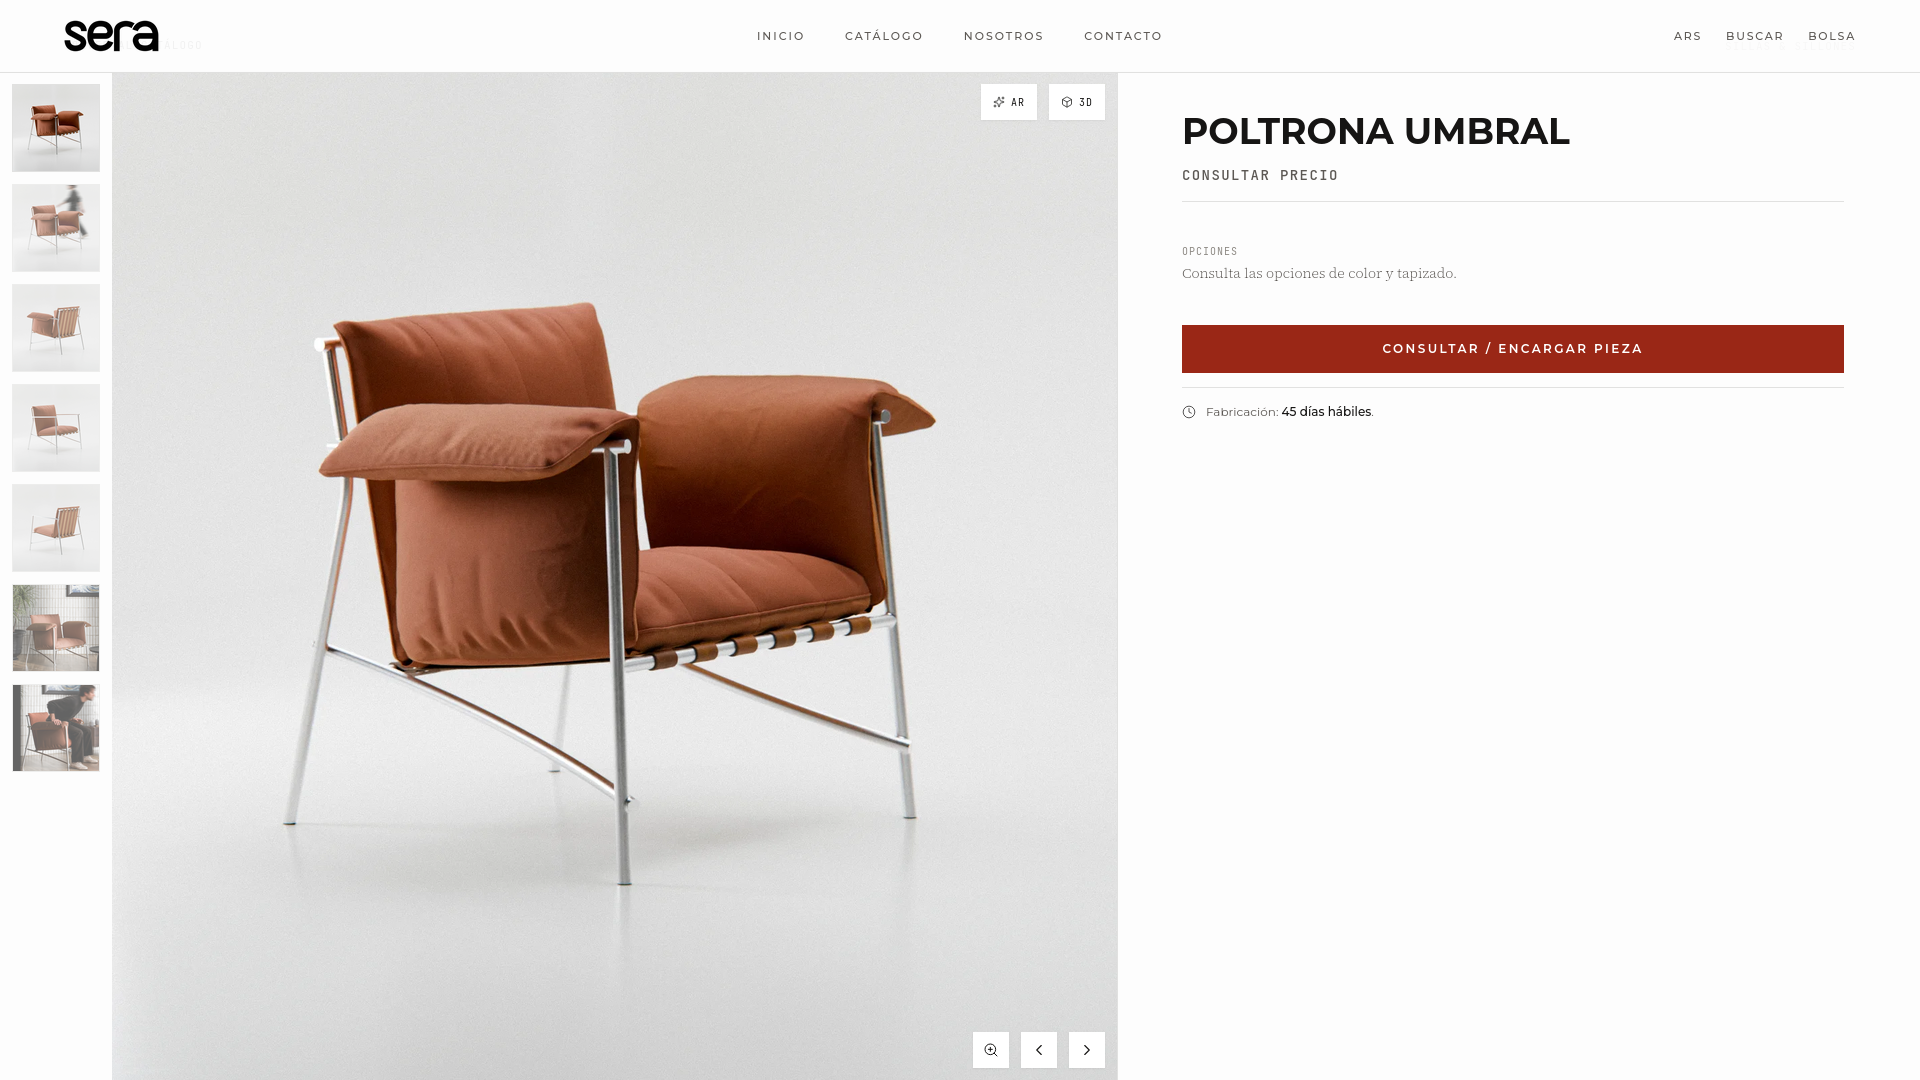 sera
INICIO
CATÁLOGO
NOSOTROS
CONTACTO
ARS
BUSCAR
BOLSA
AR
3D
POLTRONA UMBRAL
CONSULTAR PRECIO
OPCIONES
Consulta las opciones de color y tapizado.
CONSULTAR / ENCARGAR PIEZA
Fabricación: 45 días hábiles.